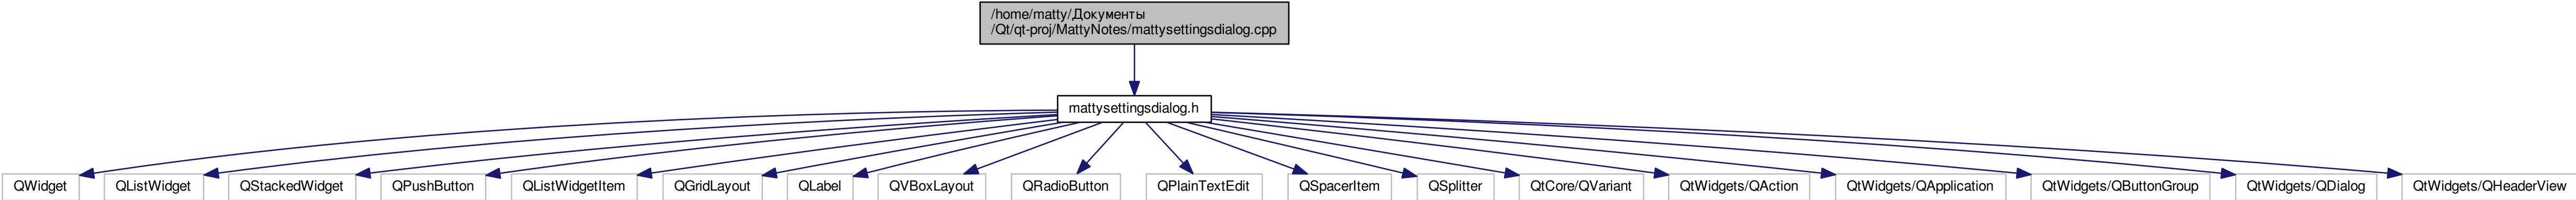 /home/matty/Документы
/Qt/qt-proj/MattyNotes/mattysettingsdialog.cpp
mattysettingsdialog.h
QWidget
QListWidget
QStackedWidget
QPushButton
QListWidgetItem
QGridLayout
QLabel
QVBoxLayout
QRadioButton
QPlainTextEdit
QSpacerItem
QSplitter
QtCore/QVariant
QtWidgets/QAction
QtWidgets/QApplication
QtWidgets/QButtonGroup
QtWidgets/QDialog
QtWidgets/QHeaderView